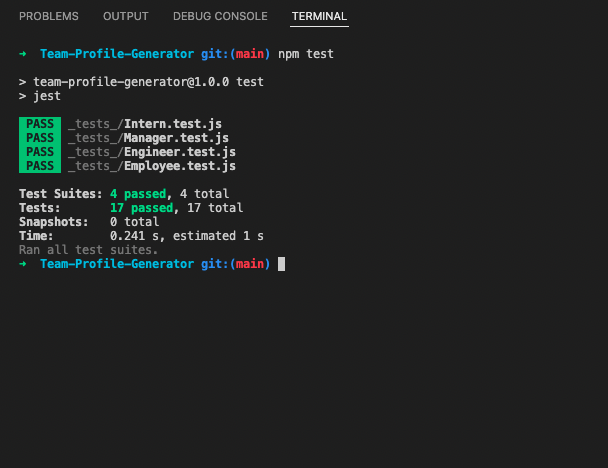 PROBLEMS OUTPUT DEBUG CONSOLE TERMINAL
➜ Team-Profile-Generator git:(main) npm test
> team-profile-generator@1.0.0 test
> jest
PASS _tests_/Intern.test.js
PASS _tests_/Manager.test.js
PASS _tests_/Engineer.test.js
PASS _tests_/Employee.test.js
Test Suites: 4 passed, 4 total
Tests: 17 passed, 17 total
Snapshots: 0 total
Time: 0.241 s, estimated 1 s
Ran all test suites.
➜ Team-Profile-Generator git:(main)